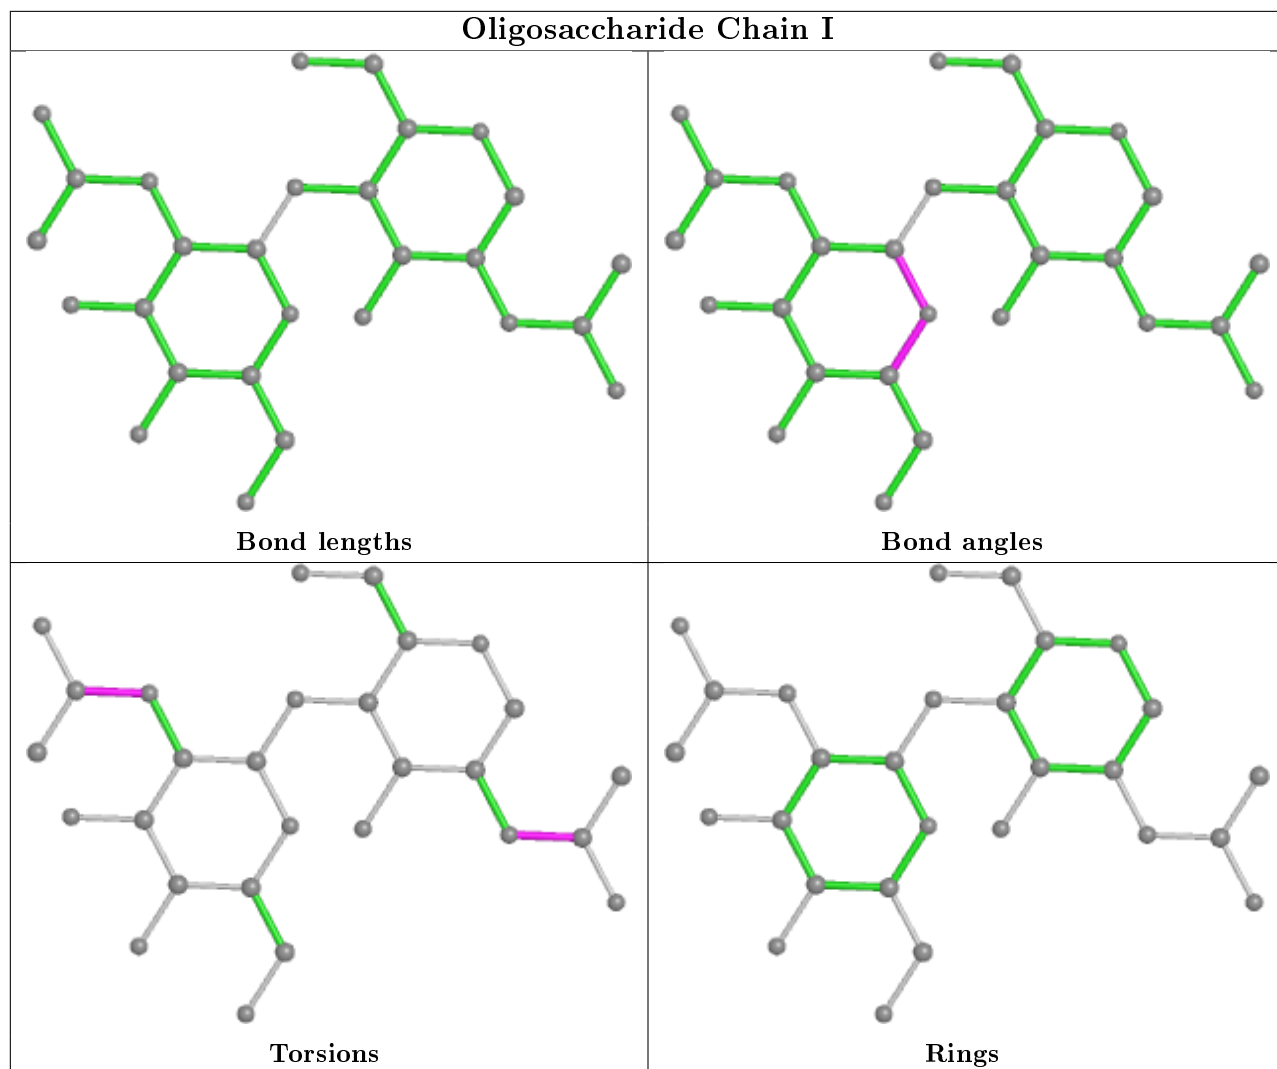 Oligosaccharide Chain I
Bond lengths
Bond angles
Torsions
Rings